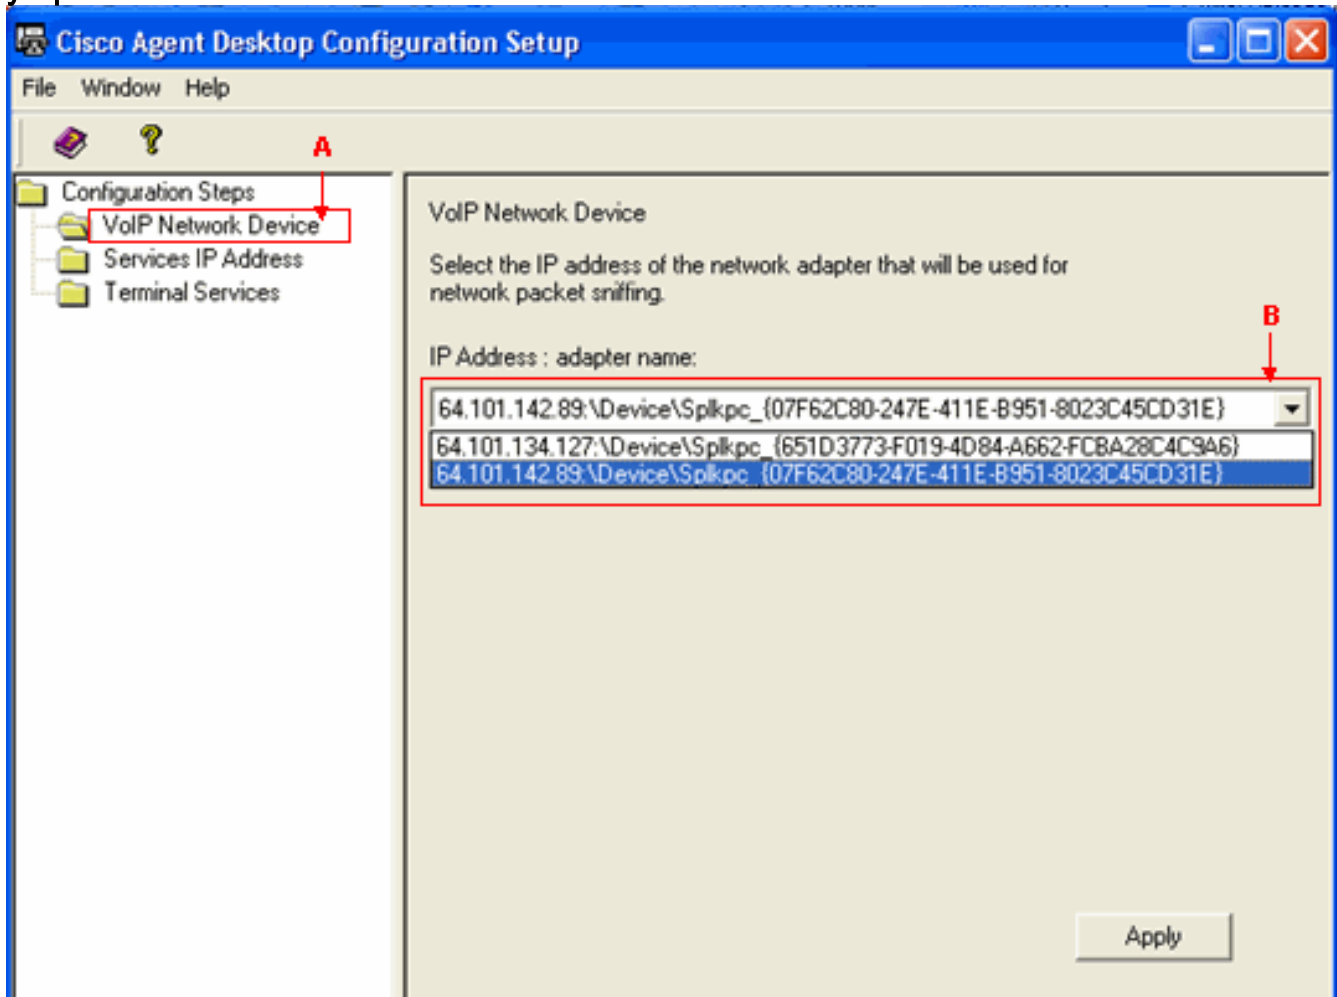 Cisco Agent Desktop Configuration Setup
File Window Help
A
Configuration Steps
VoIP Network Device
Services IP Address
Terminal Services
VoIP Network Device
Select the IP address of the network adapter that will be used for
network packet sniffing.
B
IP Address : adapter name:
64.101.142.89:\Device\Splkpc_{07F62C80-247E-411E-B951-8023C45CD31E}
64.101.134.127:\Device\Splkpc_{651D3773-F019-4D84-A662-FCBA28C4C9A6}
64.101.142.89:\Device\Splkpc_{07F62C80-247E-411E-B951-8023C45CD31E}
Apply